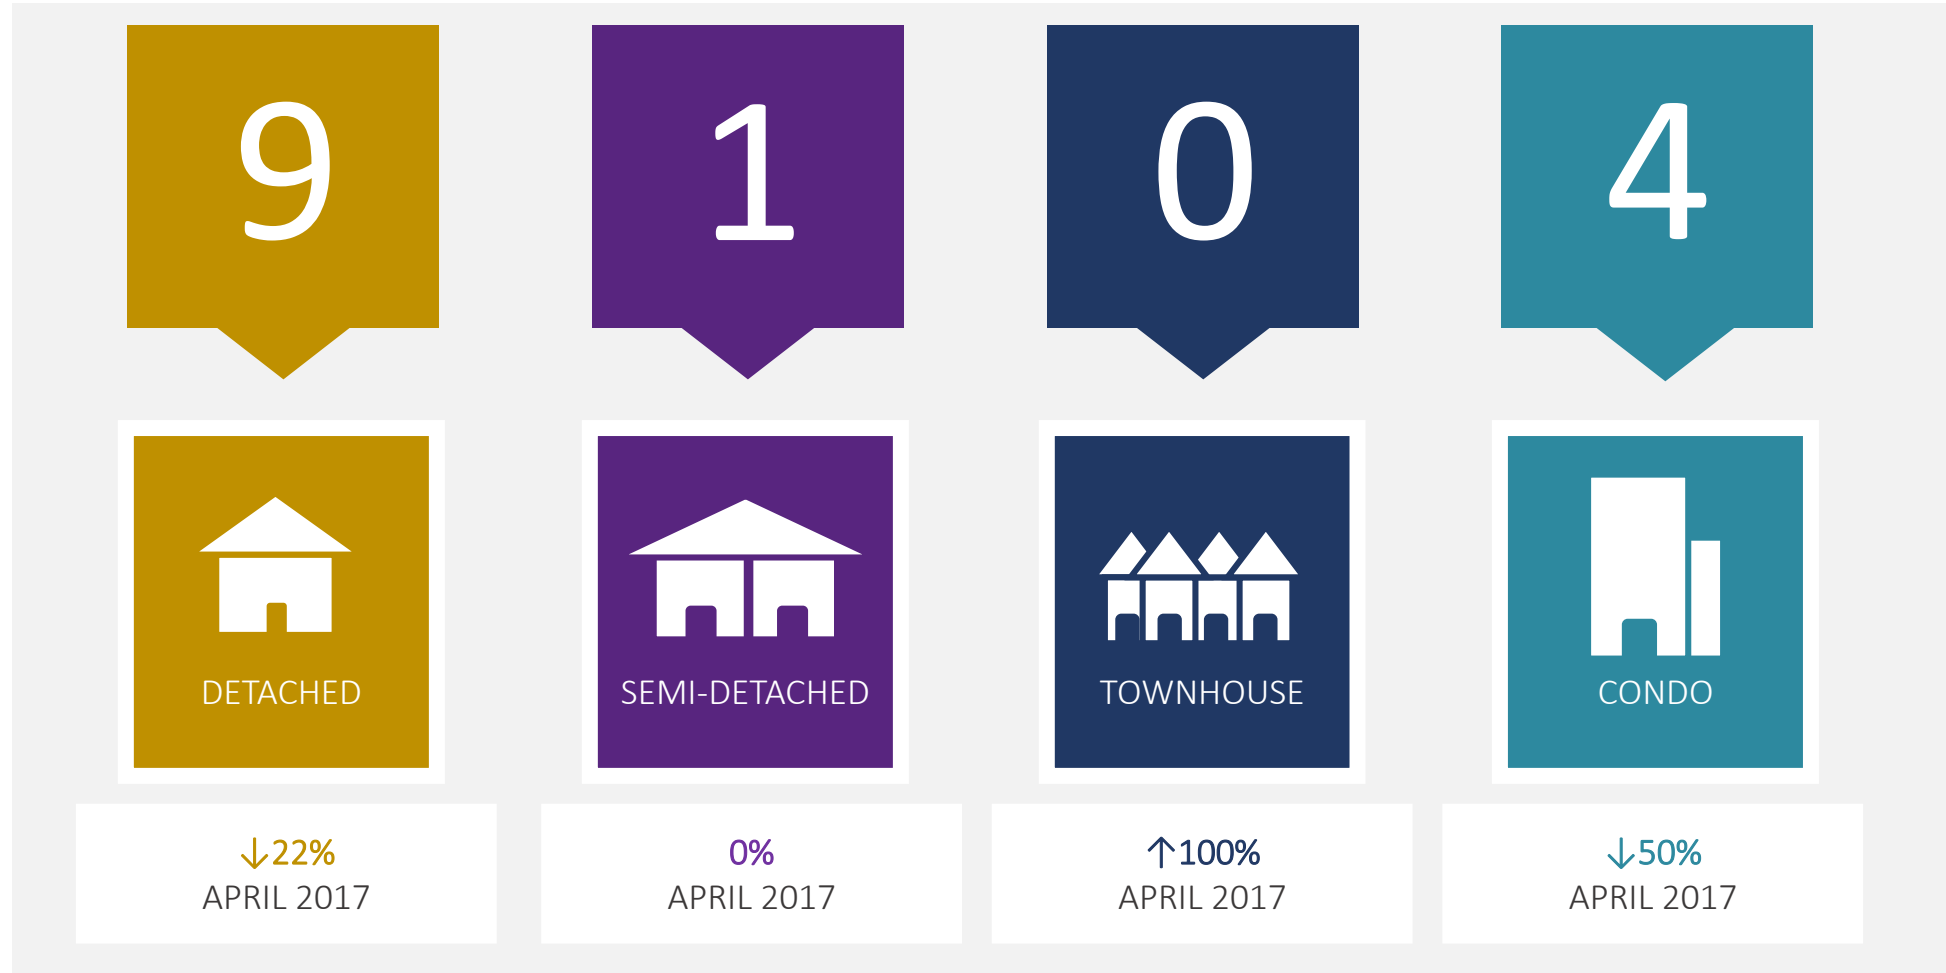 9
1
0
4
DETACHED
SEMI-DETACHED
TOWNHOUSE
CONDO
↓22%
APRIL 2017
0%
APRIL 2017
↑100%
APRIL 2017
↓50%
APRIL 2017